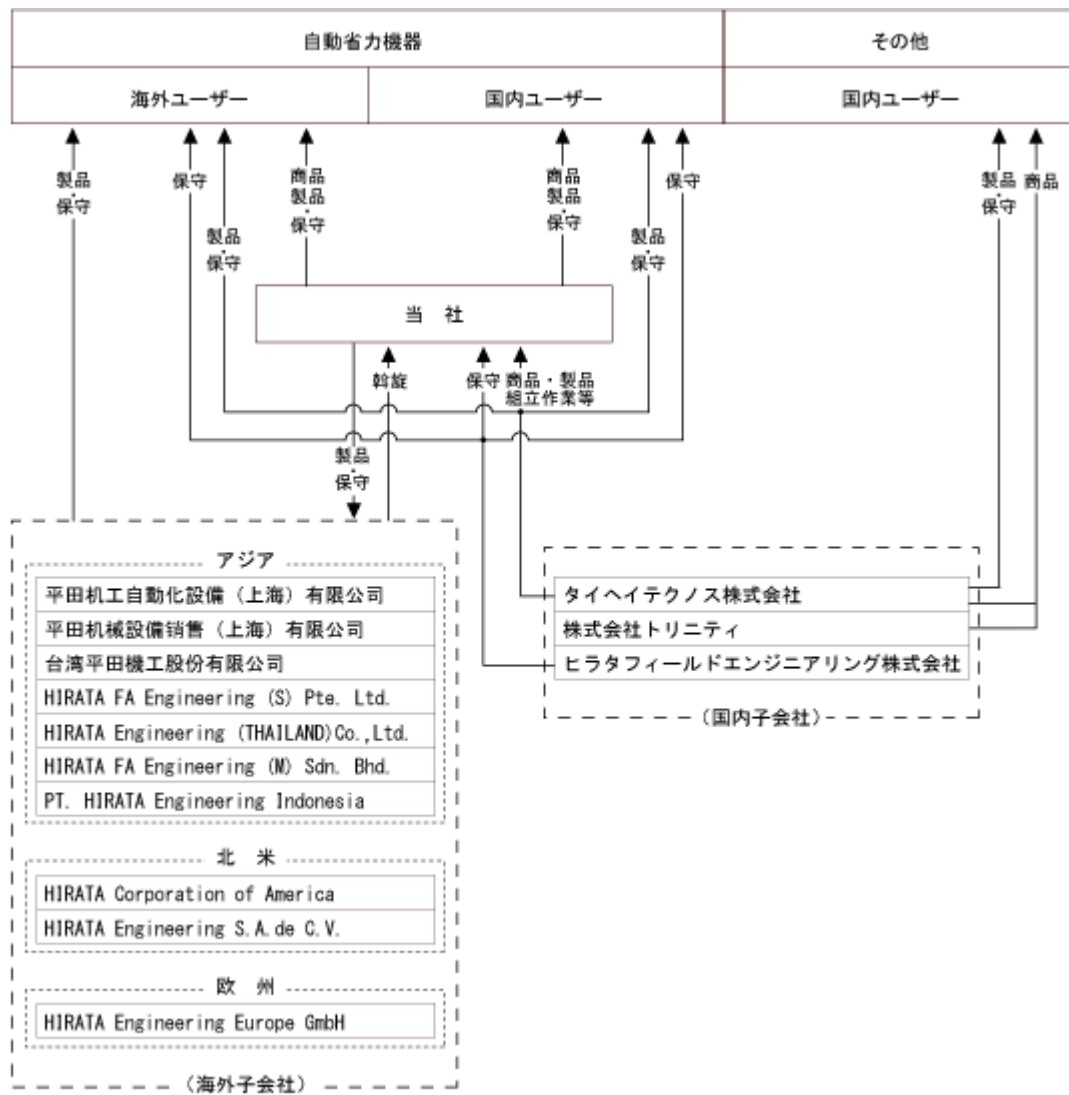 自動省力機器
その他
海外ユーザー
国内ユーザー
国内ユーザー
製品・保守
保守
製品・保守
商品・製品・保守
商品・製品・保守
製品・保守
保守
製品・保守
商品
当 社
斡旋
保守
商品・製品
組立作業等
製品・保守
アジア
平田机工自動化設備（上海）有限公司
平田机械設備销售（上海）有限公司
台湾平田機工股份有限公司
HIRATA FA Engineering (S) Pte. Ltd.
HIRATA Engineering (THAILAND)Co.,Ltd.
HIRATA FA Engineering (M) Sdn. Bhd.
PT. HIRATA Engineering Indonesia
北 米
HIRATA Corporation of America
HIRATA Engineering S.A.de C.V.
欧 州
HIRATA Engineering Europe GmbH
（海外子会社）
タイヘイテクノス株式会社
株式会社トリニティ
ヒラタフィールドエンジニアリング株式会社
（国内子会社）